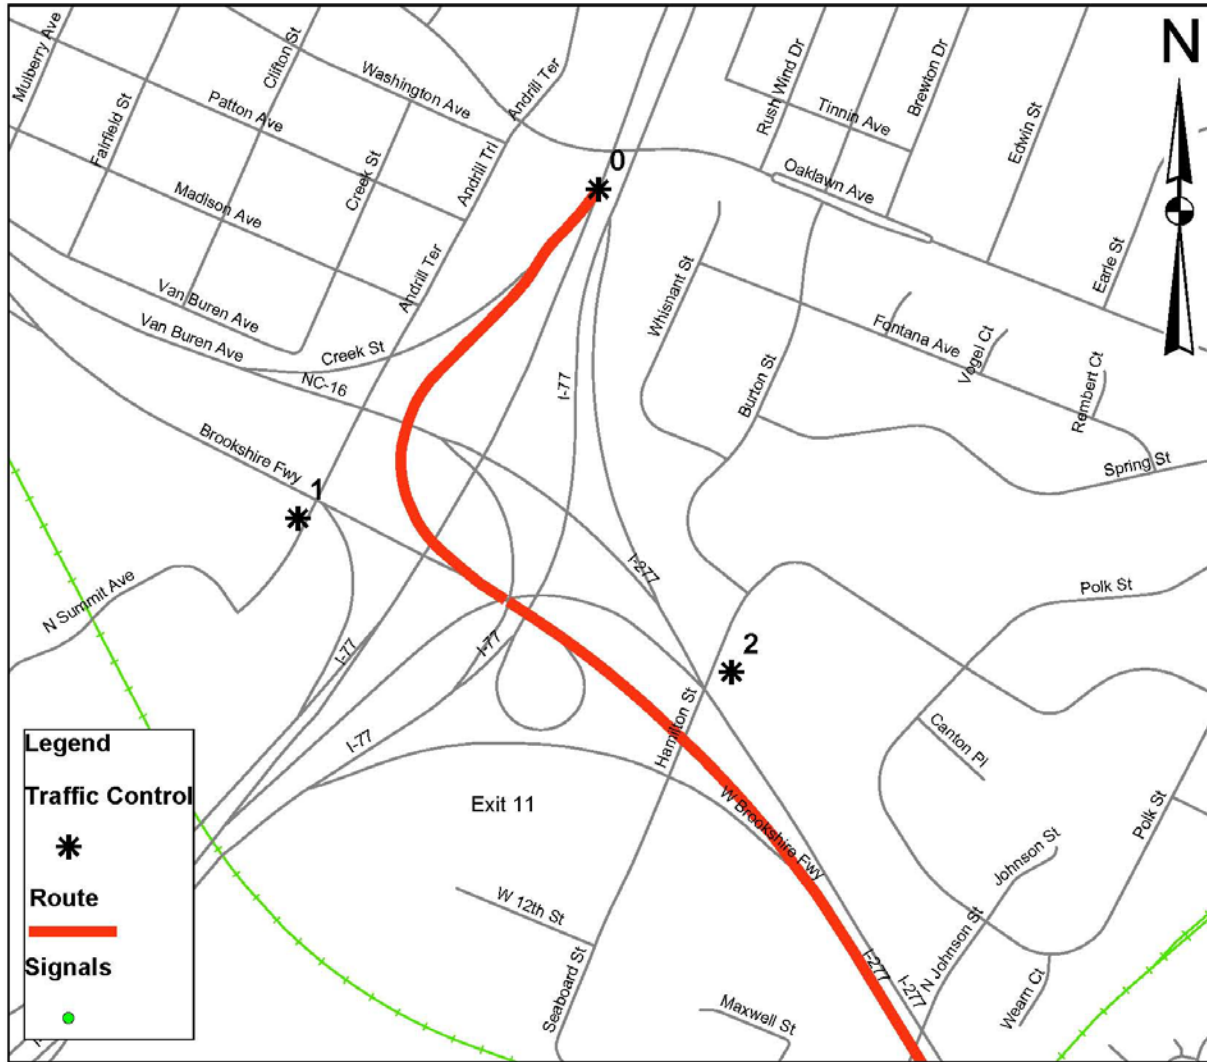 N
Mulberry Ave
Clifton St
Washington Ave
Andrill Ter
Rush Wind Dr
Brewton Dr
Tinnin Ave
Edwin St
Patton Ave
Fairfield St
Creek St
Andrill Trl
0
Oaklawn Ave
Madison Ave
Andrill Ter
Whisnant St
Earle St
Van Buren Ave
Van Buren Ave
Creek St
NC-16
I-77
Burton St
Fontana Ave
Vogel Ct
Rembert Ct
Brookshire Fwy
1
Spring St
I-277
N Summit Ave
Polk St
I-77
I-77
2
Hamilton St
Canton Pl
I-77
Legend
Traffic Control
Route
Signals
Exit 11
W Brookshire Fwy
Polk St
Johnson St
W 12th St
N Johnson St
I-277
I-277
Seaboard St
Maxwell St
Wearn Ct